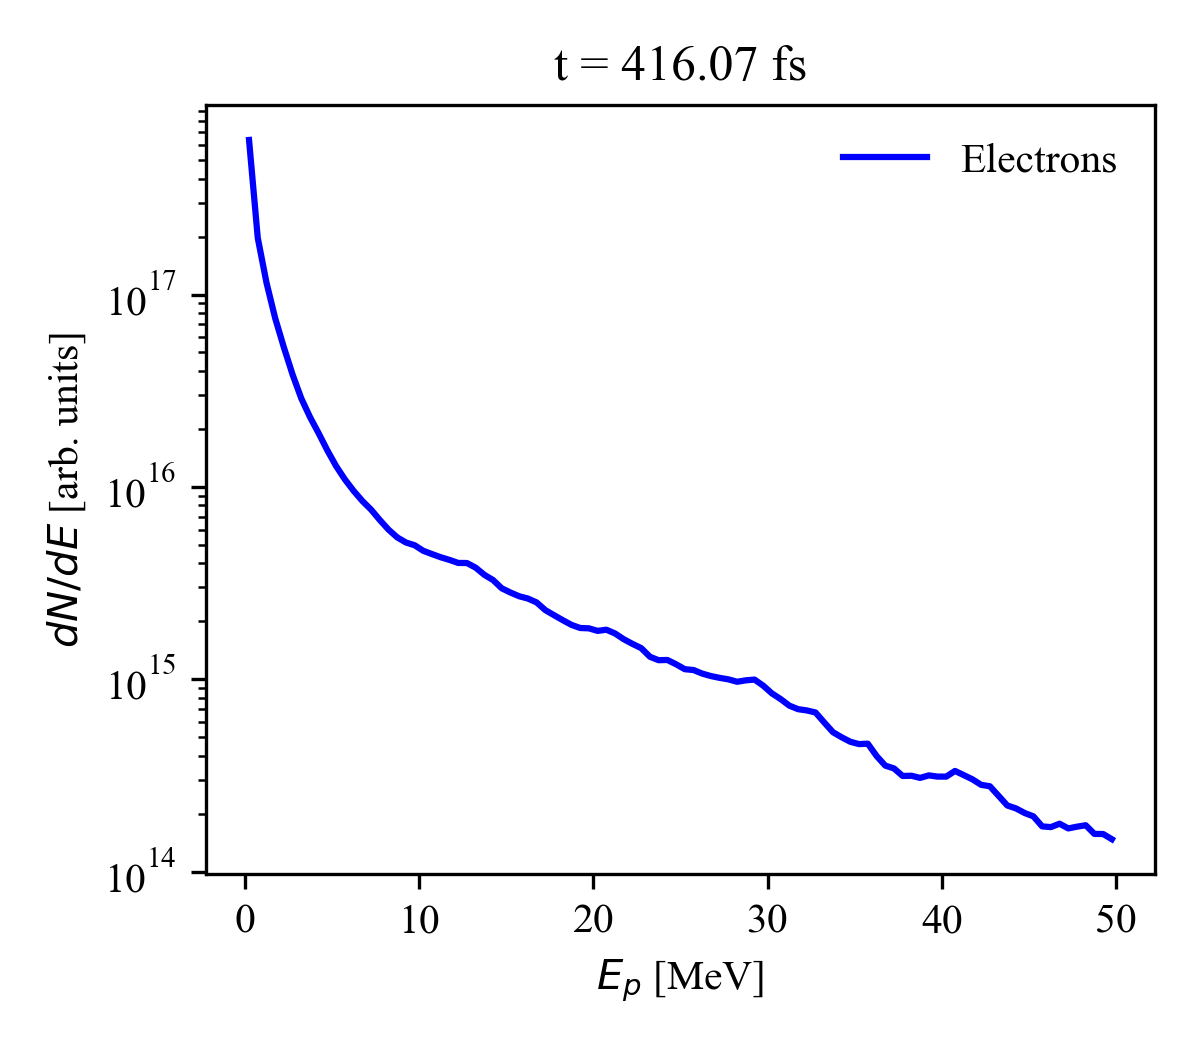 t = 416.07 fs
Electrons
dN/dE [arb. units]
10^17
10^16
10^15
10^14
0 10 20 30 40 50
E_p [MeV]